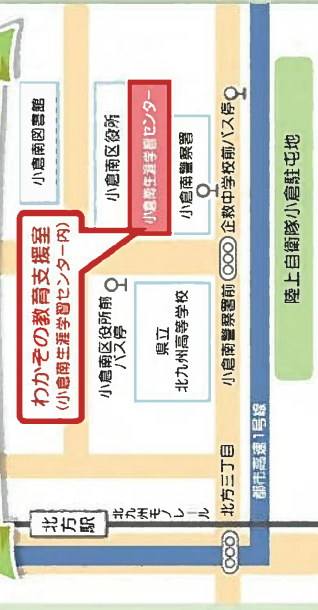 小倉南図書館
小倉南区役所
小倉南生涯学習センター
小倉南警察署
企救中学校前バス停
陸上自衛隊小倉駐屯地
わかぞの教育支援室
(小倉南生涯学習センター内)
小倉南区役所前
バス停
県立
北九州高等学校
小倉南警察署前
北方三丁目
都市高速1号線
北方駅
北九州モノレール